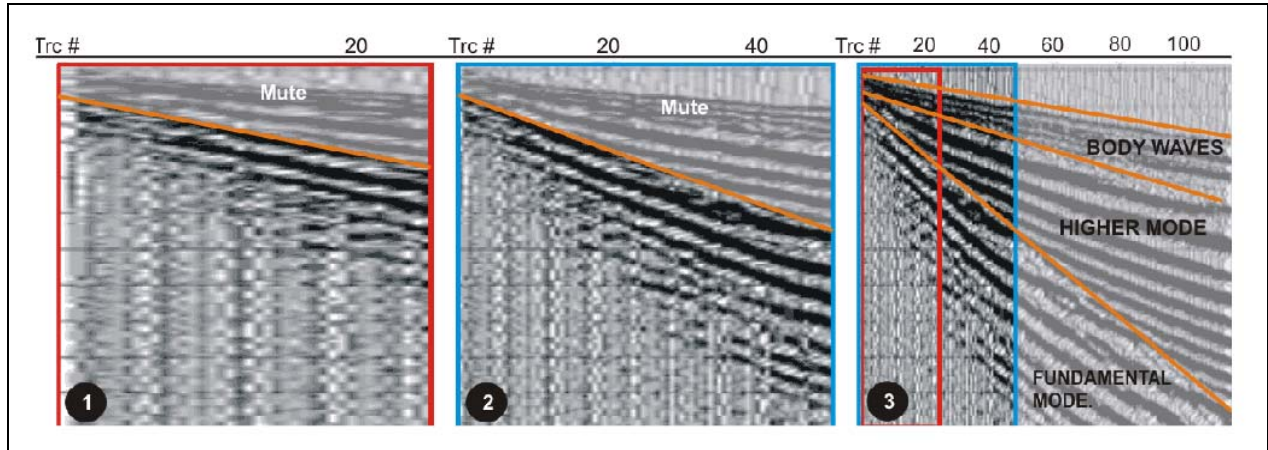 Trc # 20 Trc # 20 40 Trc # 20 40 60 80 100
Mute
Mute
BODY WAVES
HIGHER MODE
FUNDAMENTAL
MODE.
1
2
3